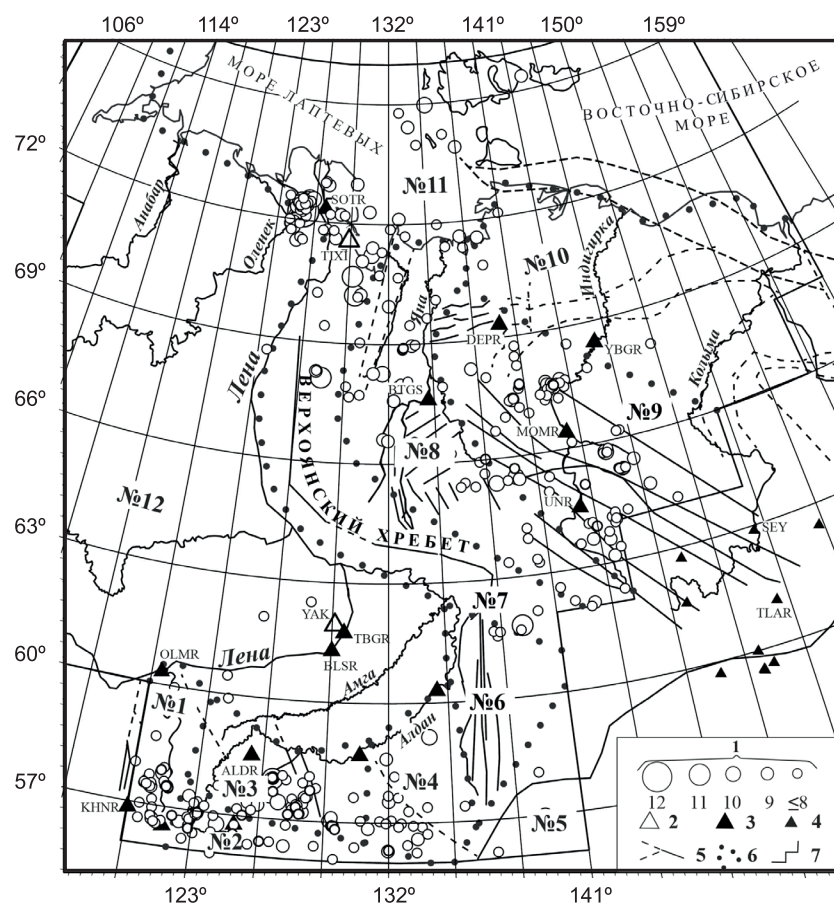 106º 114º 123º 132º 141º 150º 159º
МОРЕ ЛАПТЕВЫХ
ВОСТОЧНО-СИБИРСКОЕ
МОРЕ
72º
69º
66º
63º
60º
57º
№11
SOTR
TIXI
Анабар
Оленек
№10
Индигирка
Яна
DEPR
YBGR
Колыма
Лена
BTGS
№9
MOMR
№8
ВЕРХОЯНСКИЙ ХРЕБЕТ
№12
UNR
SEY
№7
TLAR
YAK
TBGR
BLSR
OLMR
Лена
Амга
№1
№6
Алдан
ALDR
№3
№4
KHNR
№2
№5
1
12 11 10 9 ≤8
2 3 4
5 6 7
123º 132º 141º